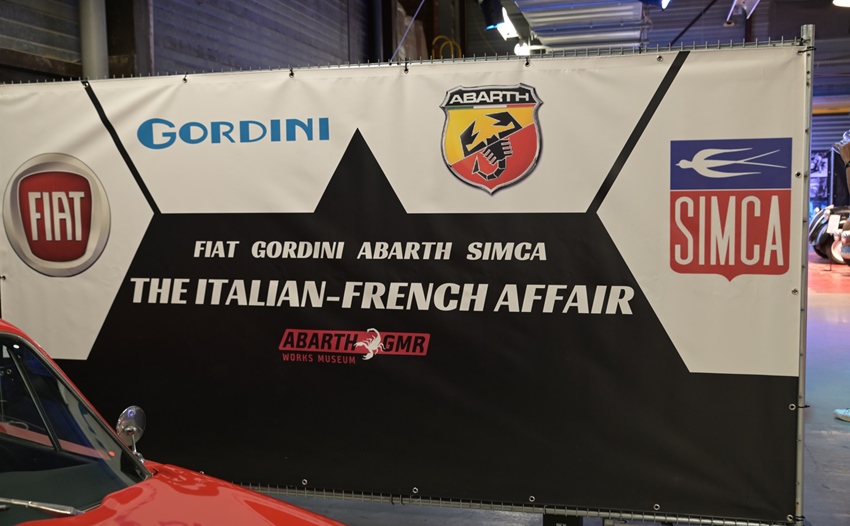 GORDINI
ABARTH
FIAT
SIMCA
FIAT GORDINI ABARTH SIMCA
THE ITALIAN-FRENCH AFFAIR
ABARTH GMR
WORKS MUSEUM